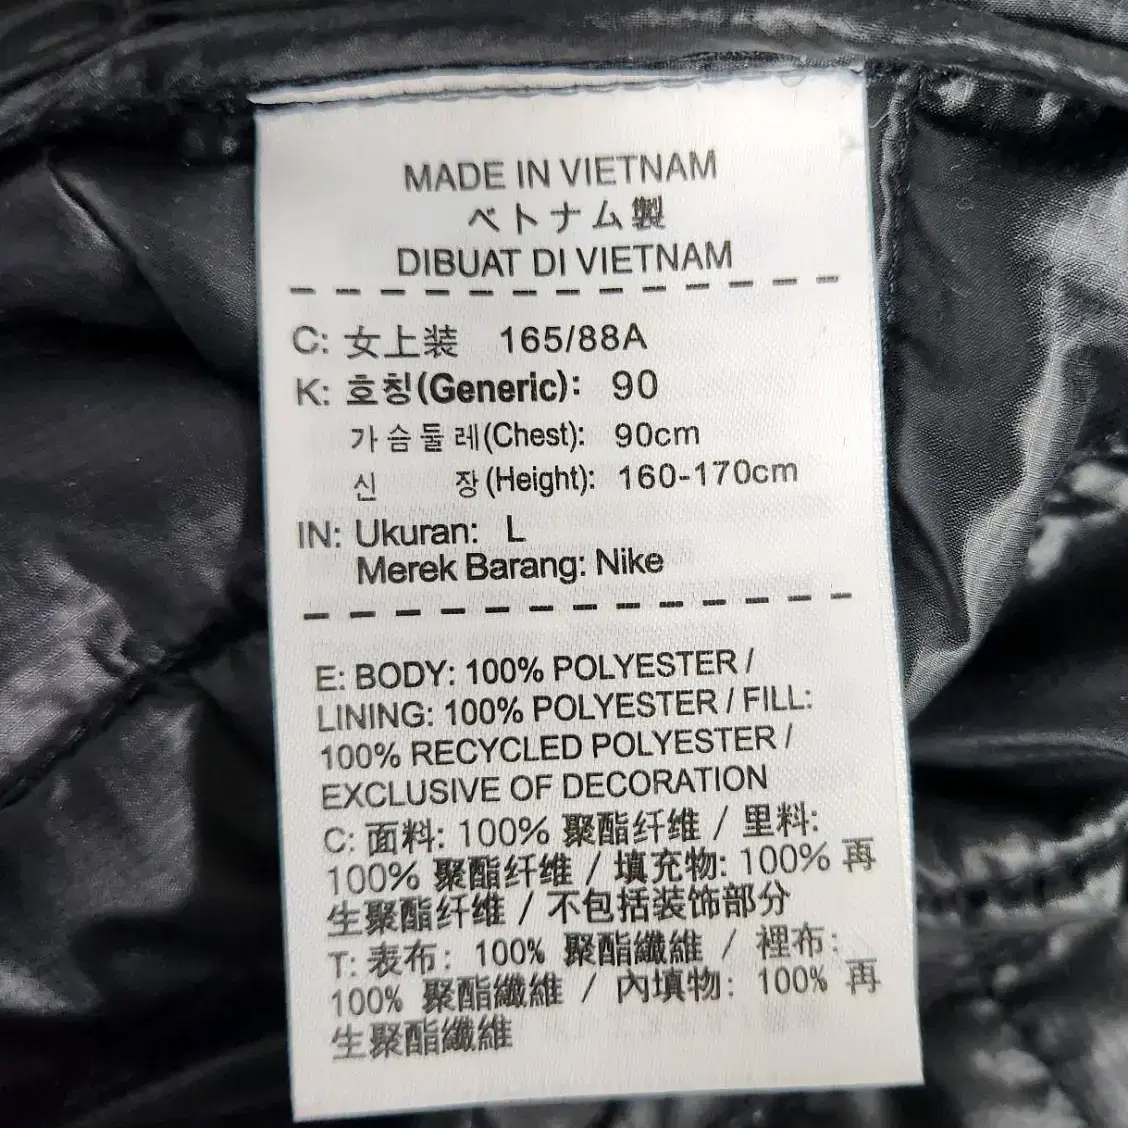 MADE IN VIETNAM
ベトナム製
DIBUAT DI VIETNAM
C: 女上装 165/88A
K: 호칭(Generic): 90
가슴둘레(Chest): 90cm
신 장(Height): 160-170cm
IN: Ukuran: L
Merek Barang: Nike
E: BODY: 100% POLYESTER /
LINING: 100% POLYESTER / FILL:
100% RECYCLED POLYESTER /
EXCLUSIVE OF DECORATION
C: 面料: 100% 聚酯纤维 / 里料:
100% 聚酯纤维 / 填充物: 100% 再
生聚酯纤维 / 不包括装饰部分
T: 表布: 100% 聚酯纖維 / 裡布:
100% 聚酯纖維 / 內填物: 100% 再
生聚酯纖維